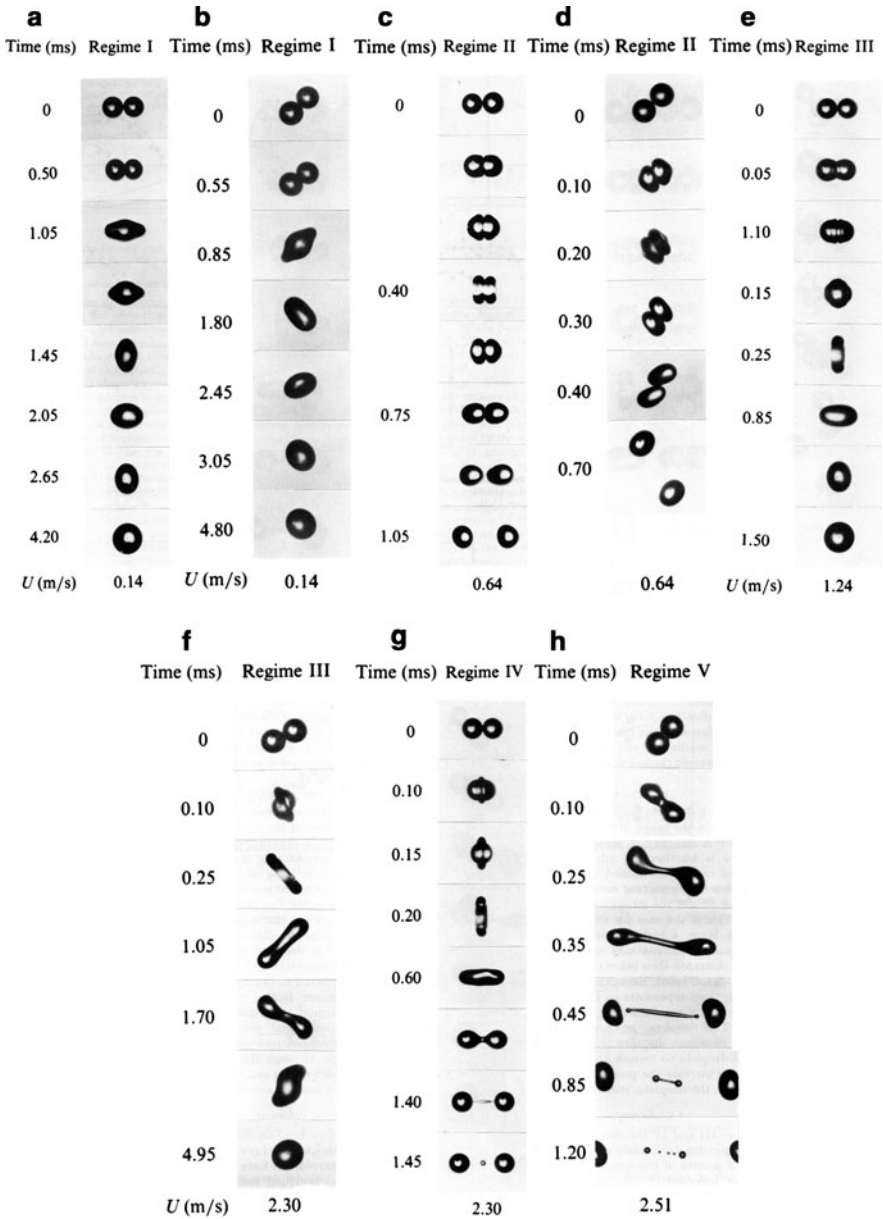 a b c d e
Time (ms) Regime I Time (ms) Regime I Time (ms) Regime II Time (ms) Regime II Time (ms) Regime III
0 0 0 0 0
0.50 0.55 0.10 0.05
1.05 0.85 0.20 1.10
1.80 0.40 0.30 0.15
1.45 2.45 0.40 0.25
2.05 3.05 0.75 0.70 0.85
2.65 4.80 1.05 1.50
4.20
U (m/s) 0.14 U (m/s) 0.14 0.64 0.64 1.24
f g h
Time (ms) Regime III Time (ms) Regime IV Time (ms) Regime V
0 0 0
0.10 0.10 0.10
0.25 0.15 0.25
1.05 0.20 0.35
1.70 0.60 0.45
4.95 1.40 0.85
1.45 1.20
U (m/s) 2.30 2.30 2.51